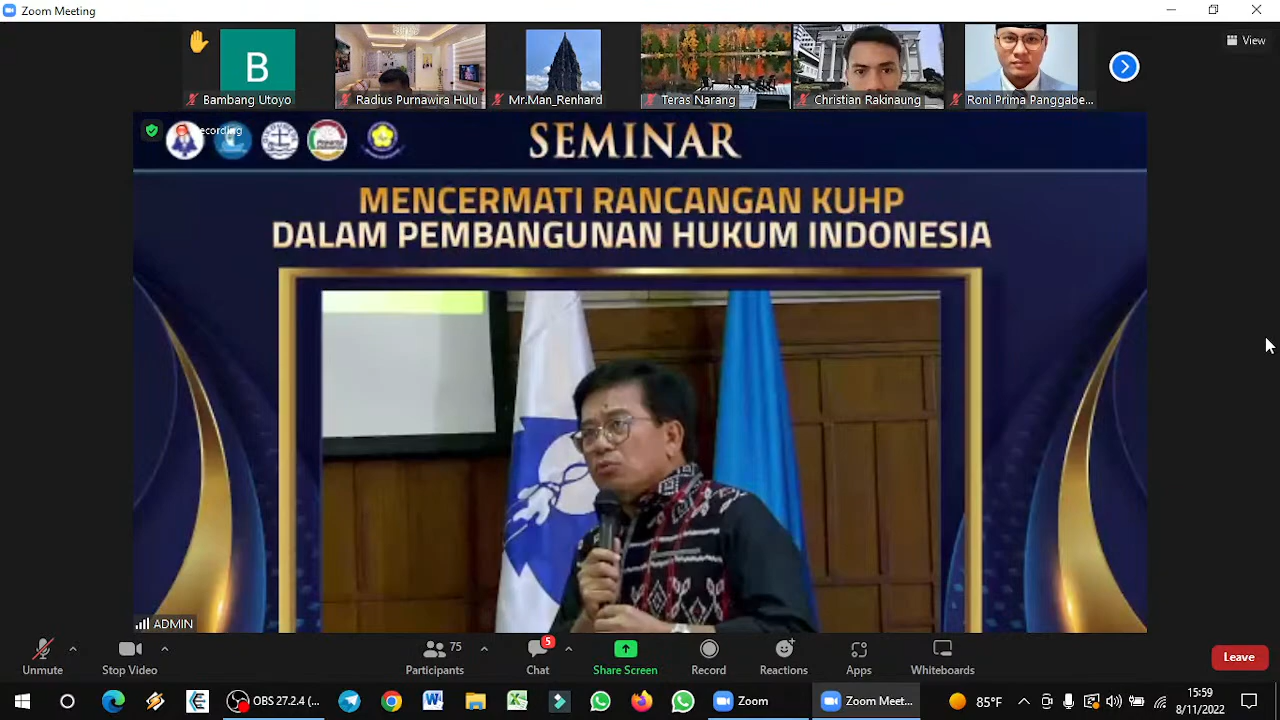 Zoom Meeting
View
B
Bambang Utoyo
Radius Purnawira Hulu
Mr.Man_Renhard
Teras Narang
Christian Rakinaung
Roni Prima Panggabe...
ecording
SEMINAR
MENCERMATI RANCANGAN KUHP
DALAM PEMBANGUNAN HUKUM INDONESIA
ADMIN
75
5
Unmute
Stop Video
Participants
Chat
Share Screen
Record
Reactions
Apps
Whiteboards
Leave
OBS 27.2.4 (...
Zoom
Zoom Meet...
85°F
15:59
8/11/2022